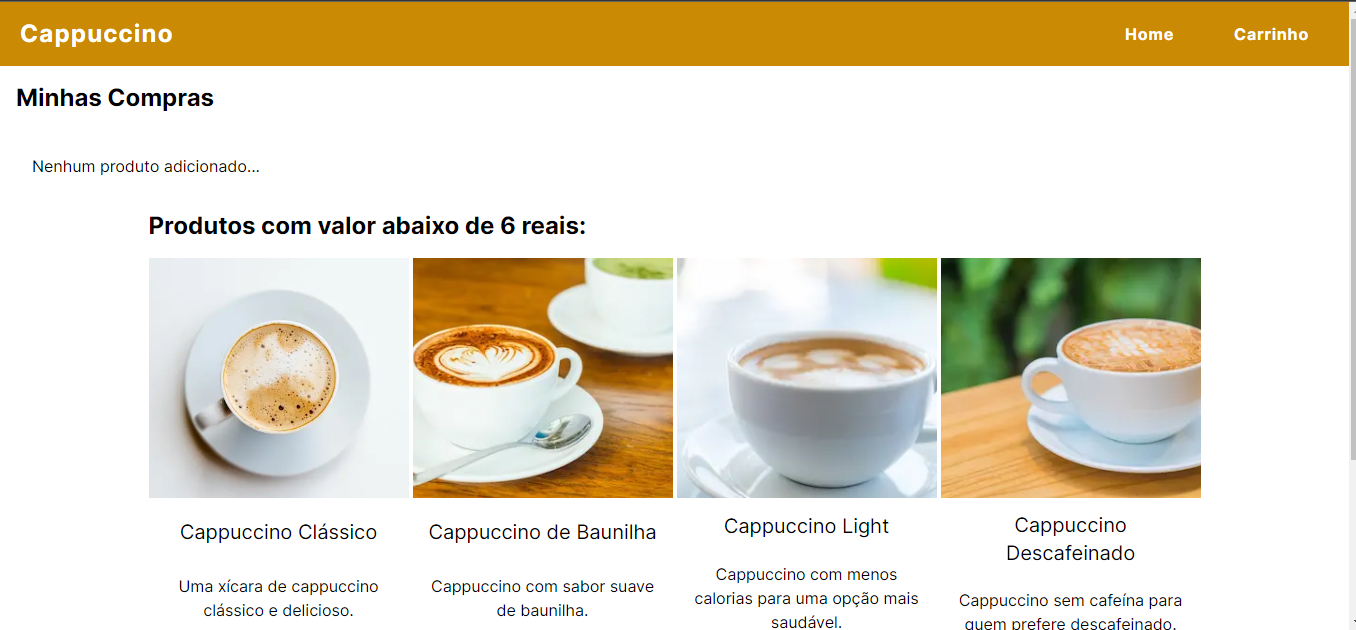 Cappuccino
Home
Carrinho
Minhas Compras
Nenhum produto adicionado...
Produtos com valor abaixo de 6 reais:
Cappuccino Clássico
Uma xícara de cappuccino
clássico e delicioso.
Cappuccino de Baunilha
Cappuccino com sabor suave
de baunilha.
Cappuccino Light
Cappuccino com menos
calorias para uma opção mais
saudável.
Cappuccino
Descafeinado
Cappuccino sem cafeína para
quem prefere descafeinado.